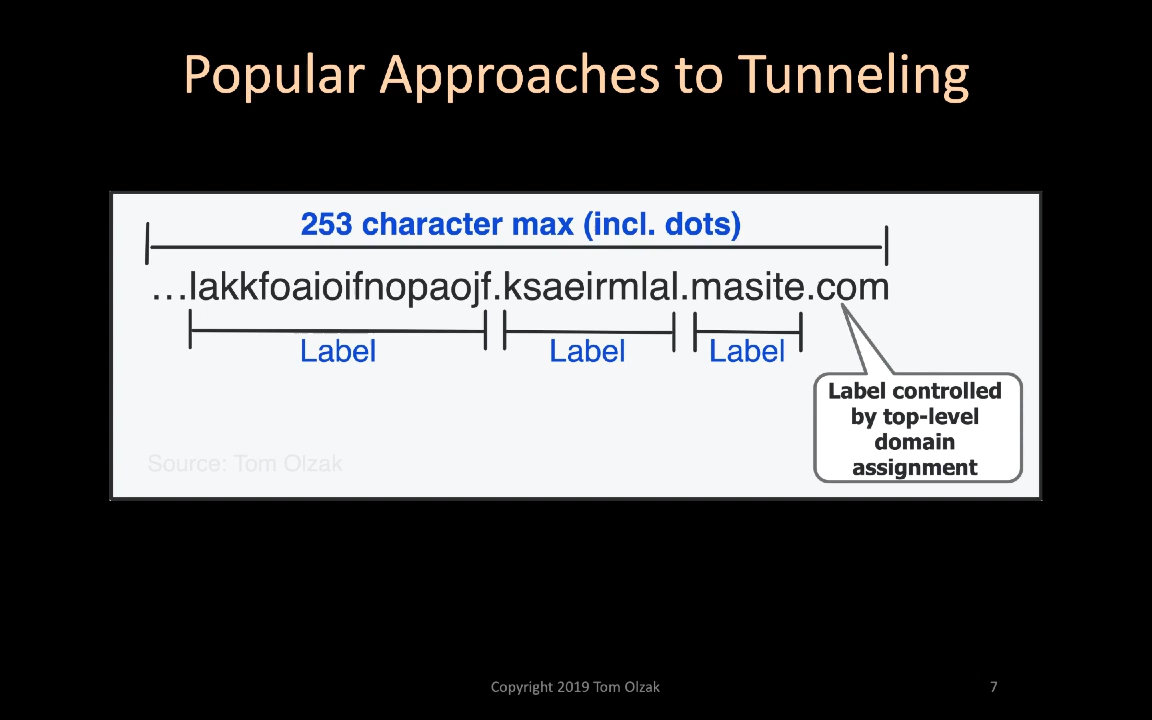 Popular Approaches to Tunneling
253 character max (incl. dots)
...lakkfoaioifnopaojf.ksaeirmlal.masite.com
Label Label Label
Label controlled
by top-level
domain
assignment
Source: Tom Olzak
Copyright 2019 Tom Olzak 7